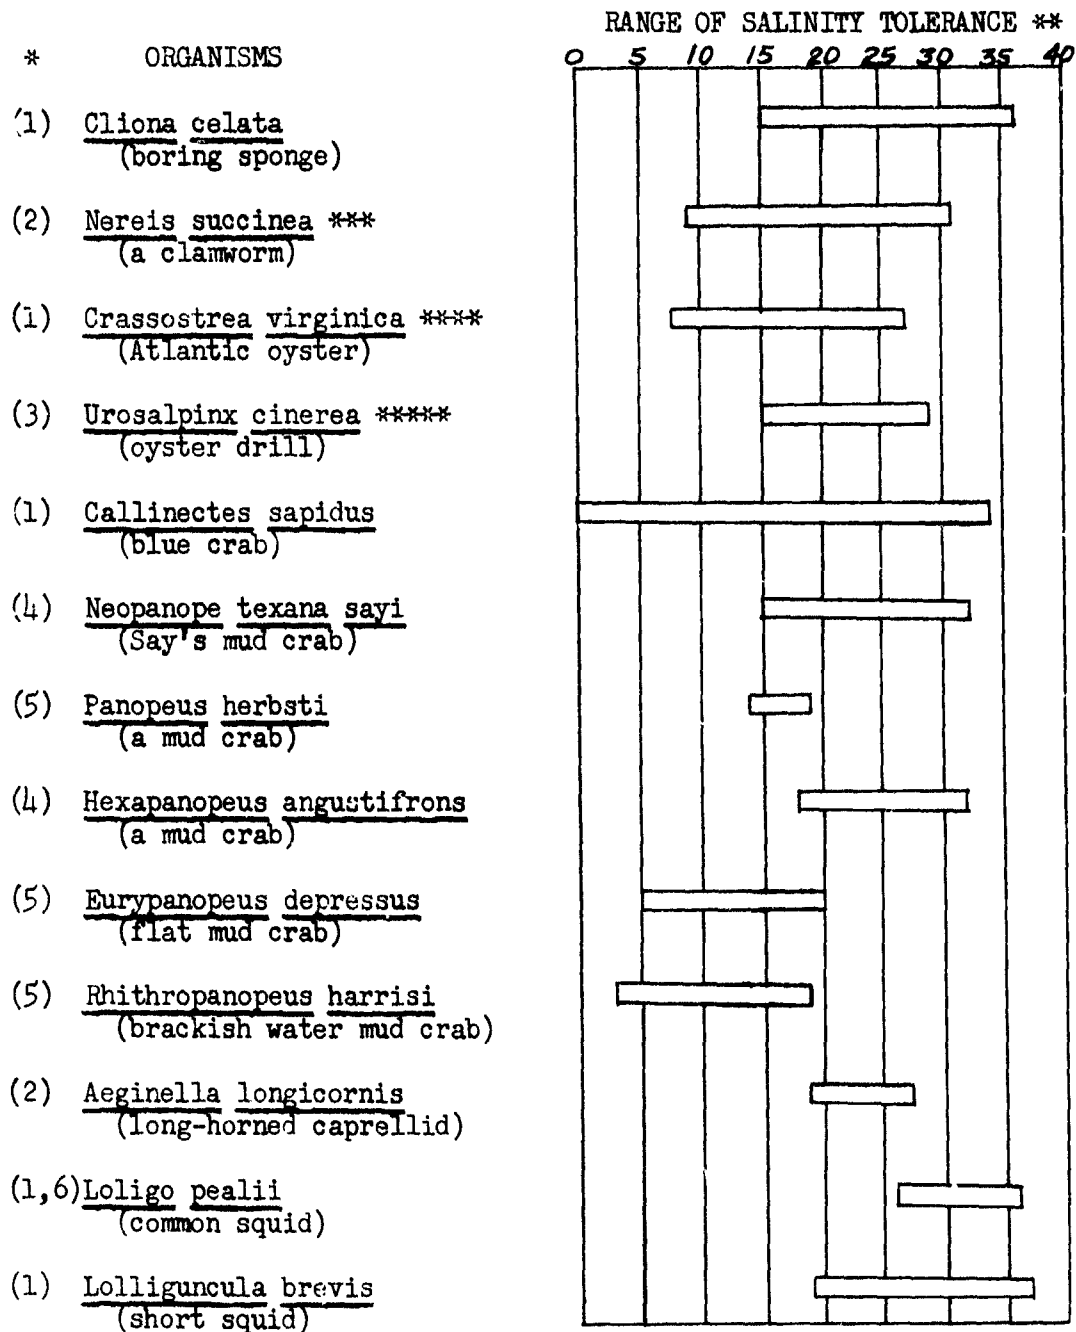 RANGE OF SALINITY TOLERANCE **
* ORGANISMS
0 5 10 15 20 25 30 35 40
(1) Cliona celata
(boring sponge)
(2) Nereis succinea ***
(a clamworm)
(1) Crassostrea virginica ****
(Atlantic oyster)
(3) Urosalpinx cinerea *****
(oyster drill)
(1) Callinectes sapidus
(blue crab)
(4) Neopanope texana sayi
(Say's mud crab)
(5) Panopeus herbsti
(a mud crab)
(4) Hexapanopeus angustifrons
(a mud crab)
(5) Eurypanopeus depressus
(flat mud crab)
(5) Rhithropanopeus harrisi
(brackish water mud crab)
(2) Aeginella longicornis
(long-horned caprellid)
(1,6) Loligo pealii
(common squid)
(1) Lolliguncula brevis
(short squid)